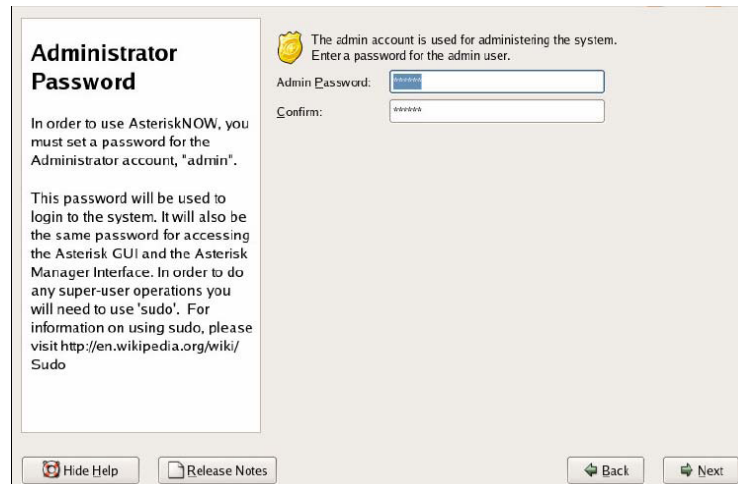 Administrator
Password
In order to use AsteriskNOW, you
must set a password for the
Administrator account, "admin".
This password will be used to
login to the system. It will also be
the same password for accessing
the Asterisk GUI and the Asterisk
Manager Interface. In order to do
any super-user operations you
will need to use 'sudo'. For
information on using sudo, please
visit http://en.wikipedia.org/wiki/
Sudo
The admin account is used for administering the system.
Enter a password for the admin user.
Admin Password: ******
Confirm: ******
Hide Help
Release Notes
Back
Next